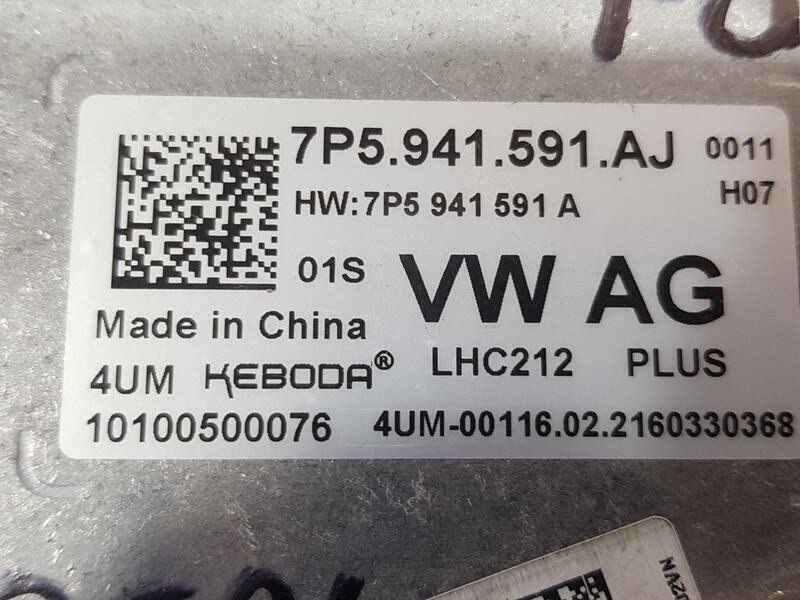 7P5.941.591.AJ 0011
HW:7P5 941 591 A H07
01S VW AG
Made in China
4UM KEBODA® LHC212 PLUS
10100500076 4UM-00116.02.2160330368